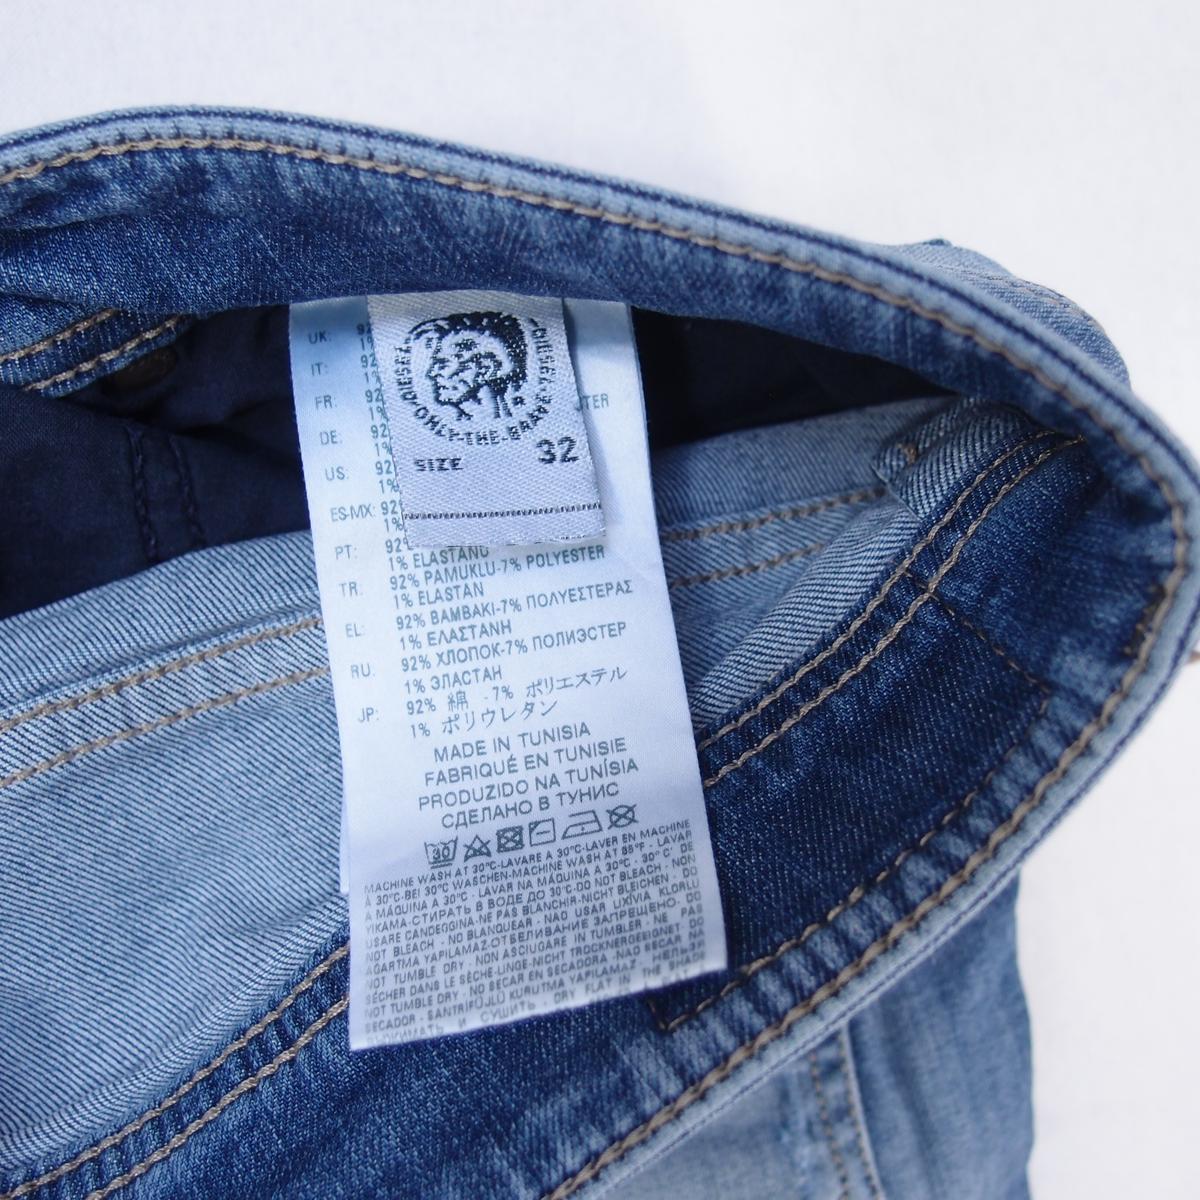 DIESEL
ONLY-THE-BRAVE
SIZE 32
UK:
IT:
FR:
DE:
US:
ES-MX: 92
PT: 92
1% ELASTANO
TR: 92% PAMUKLU-7% POLYESTER
1% ELASTAN
EL: 92% ΒΑΜΒΑΚΙ-7% ΠΟΛΥΕΣΤΕΡΑΣ
1% ΕΛΑΣΤΑΝΗ
RU: 92% ХЛОПОК-7% ПОЛИЭСТЕР
1% ЭЛАСТАН
JP: 92% 綿 -7% ポリエステル
1% ポリウレタン
MADE IN TUNISIA
FABRIQUÉ EN TUNISIE
PRODUZIDO NA TUNÍSIA
СДЕЛАНО В ТУНИС
30
MACHINE WASH AT 30°C-LAVARE A 30°C-LAVER EN MACHINE
A 30°C-BEI 30°C WASCHEN-MACHINE WASH AT 86°F - LAVAR
A MÁQUINA A 30°C - LAVAR NA MÁQUINA A 30°C - 30°C' DE
YIKAMA-СТИРАТЬ В ВОДЕ ДО 30°C-DO NOT BLEACH - NON
USARE CANDEGGINA-NE PAS BLANCHIR-NICHT BLEICHEN - DO
NOT BLEACH - NO BLANQUEAR - NÃO USAR LIXÍVIA KLORLU
AĞARTMA YAPILAMAZ-ОТБЕЛИВАНИЕ ЗАПРЕЩЕНО- DO
NOT TUMBLE DRY - NON ASCIUGARE IN TUMBLER - NE PAS
SÉCHER DANS LE SÈCHE-LINGE-NICHT TROCKNERGEEIGNET DO
NOT TUMBLE DRY - NO SECAR EN SECADORA - NÃO SECAR NA
SECADOR - SANTRİFÜJLÜ KURUTMA YAPILAMAZ
И СУШИТЬ - DRY FLAT IN THE